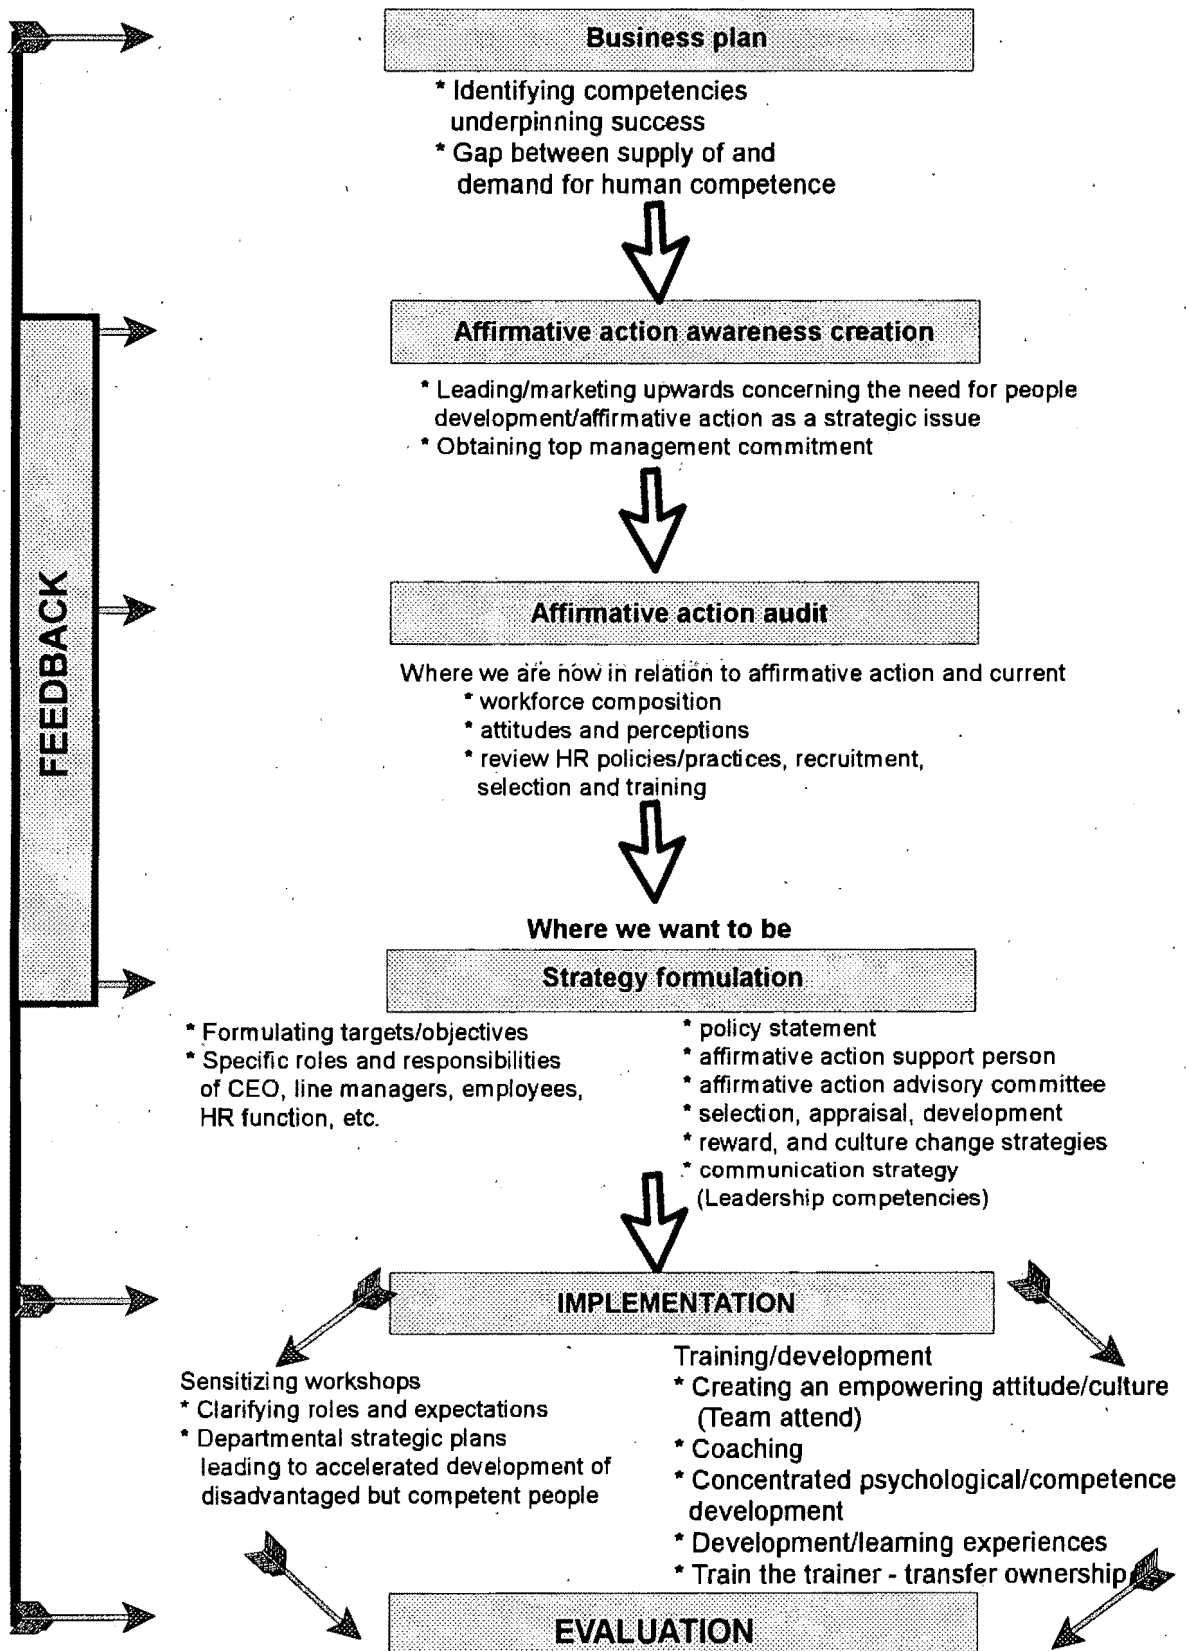 Business plan
* Identifying competencies
underpinning success
* Gap between supply of and
demand for human competence
Affirmative action awareness creation
* Leading/marketing upwards concerning the need for people
development/affirmative action as a strategic issue
* Obtaining top management commitment
FEEDBACK
Affirmative action audit
Where we are now in relation to affirmative action and current
* workforce composition
* attitudes and perceptions
* review HR policies/practices, recruitment,
selection and training
Where we want to be
Strategy formulation
* Formulating targets/objectives
* Specific roles and responsibilities
of CEO, line managers, employees,
HR function, etc.
* policy statement
* affirmative action support person
* affirmative action advisory committee
* selection, appraisal, development
* reward, and culture change strategies
* communication strategy
(Leadership competencies)
IMPLEMENTATION
Sensitizing workshops
* Clarifying roles and expectations
* Departmental strategic plans
leading to accelerated development of
disadvantaged but competent people
Training/development
* Creating an empowering attitude/culture
(Team attend)
* Coaching
* Concentrated psychological/competence
development
* Development/learning experiences
* Train the trainer - transfer ownership
EVALUATION